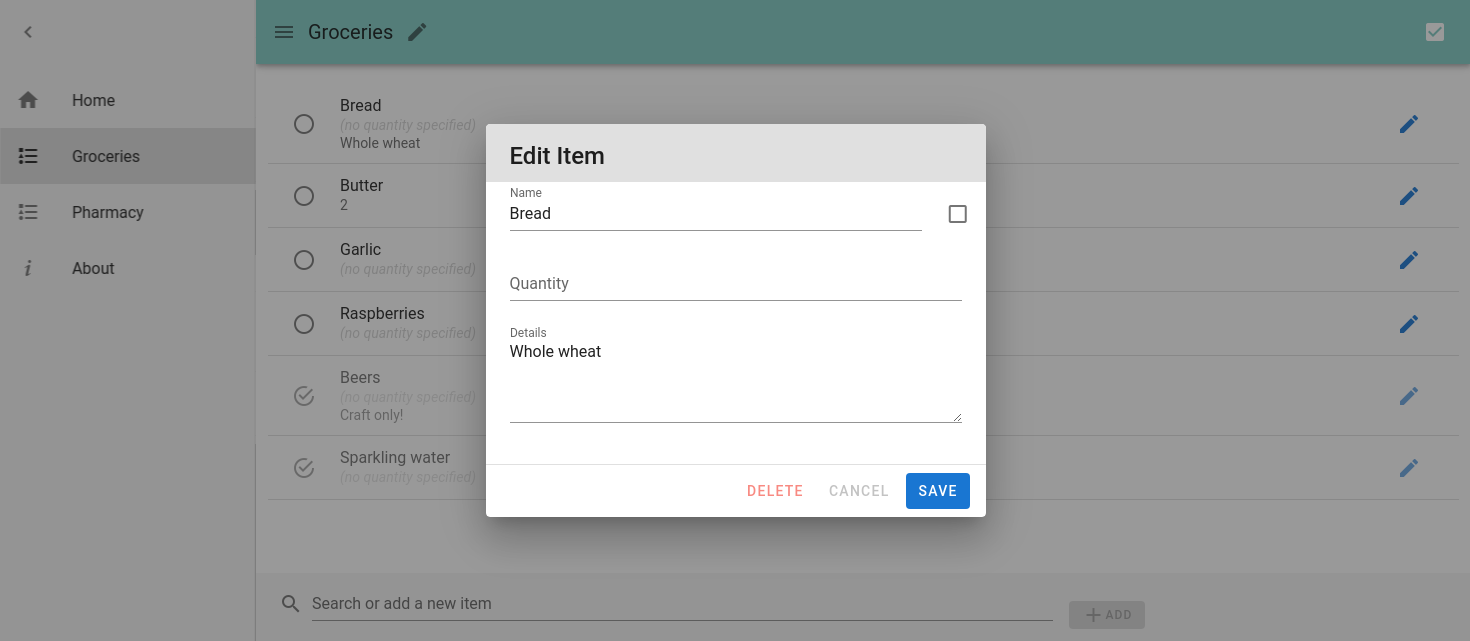 Groceries
Home
Groceries
Pharmacy
About
Bread
(no quantity specified)
Whole wheat
Butter
2
Garlic
(no quantity specified)
Raspberries
(no quantity specified)
Beers
(no quantity specified)
Craft only!
Sparkling water
(no quantity specified)
Edit Item
Name
Bread
Quantity
Details
Whole wheat
DELETE CANCEL SAVE
Search or add a new item
ADD